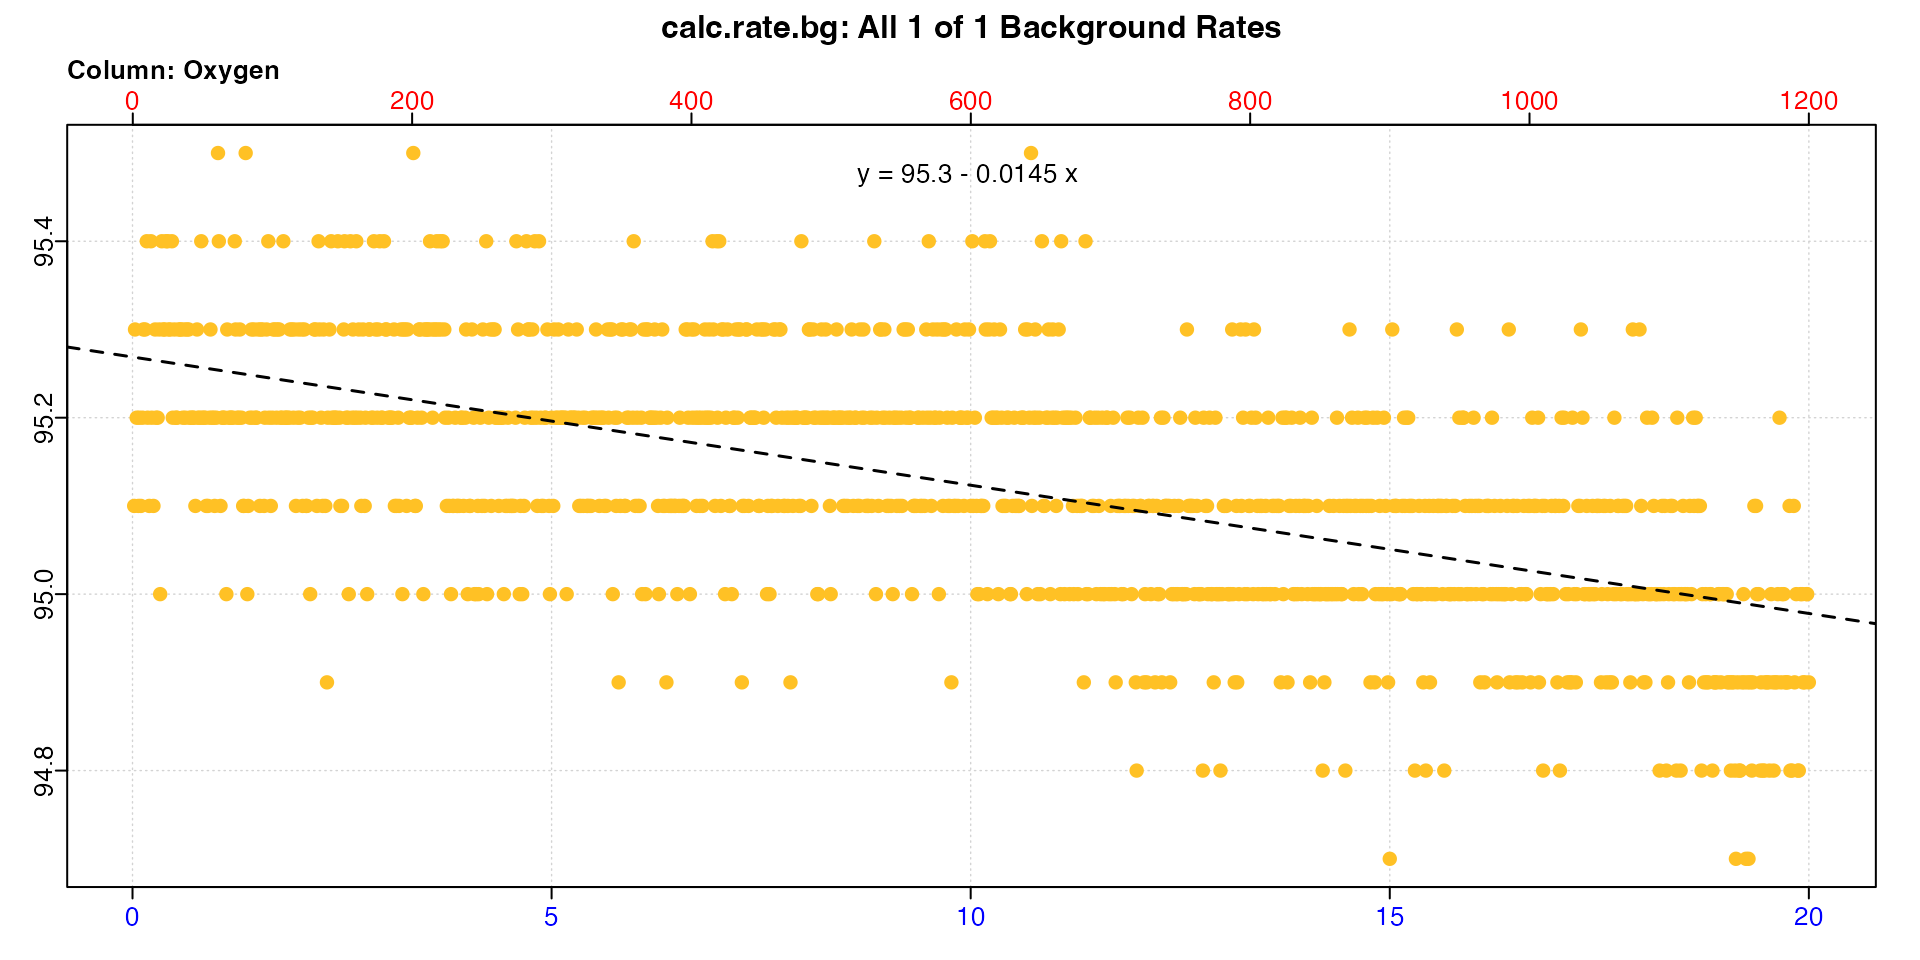 calc.rate.bg: All 1 of 1 Background Rates
Column: Oxygen
0 200 400 600 800 1000 1200
y = 95.3 - 0.0145 x
95.4
95.2
95.0
94.8
0 5 10 15 20